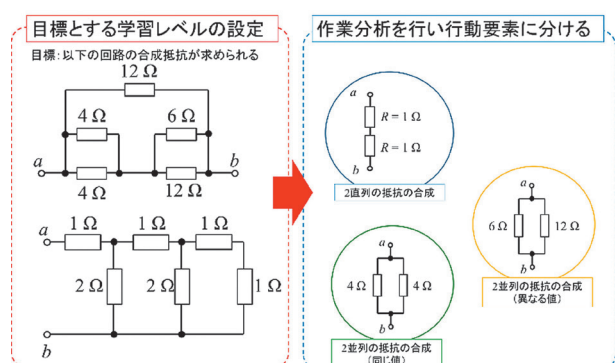 目標とする学習レベルの設定
目標：以下の回路の合成抵抗が求められる
12 Ω
4 Ω
6 Ω
a
b
4 Ω
12 Ω
a
1 Ω
1 Ω
1 Ω
2 Ω
2 Ω
1Ω
b
作業分析を行い行動要素に分ける
a
R = 1 Ω
R = 1 Ω
b
2直列の抵抗の合成
a
6 Ω
12 Ω
b
2並列の抵抗の合成
(異なる値)
a
4 Ω
4 Ω
b
2並列の抵抗の合成
(同じ値)